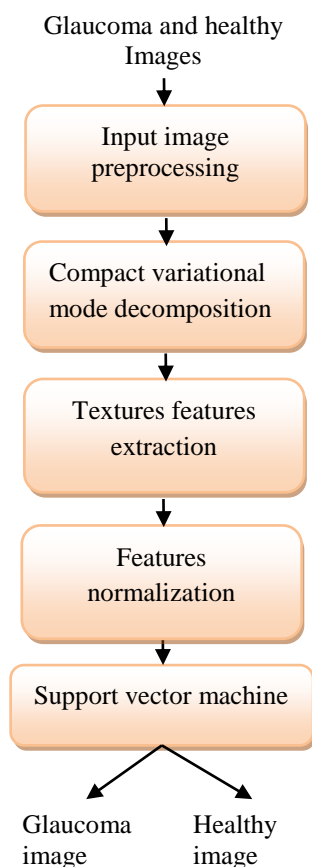 Glaucoma and healthy
Images
Input image
preprocessing
Compact variational
mode decomposition
Textures features
extraction
Features
normalization
Support vector machine
Glaucoma
image
Healthy
image